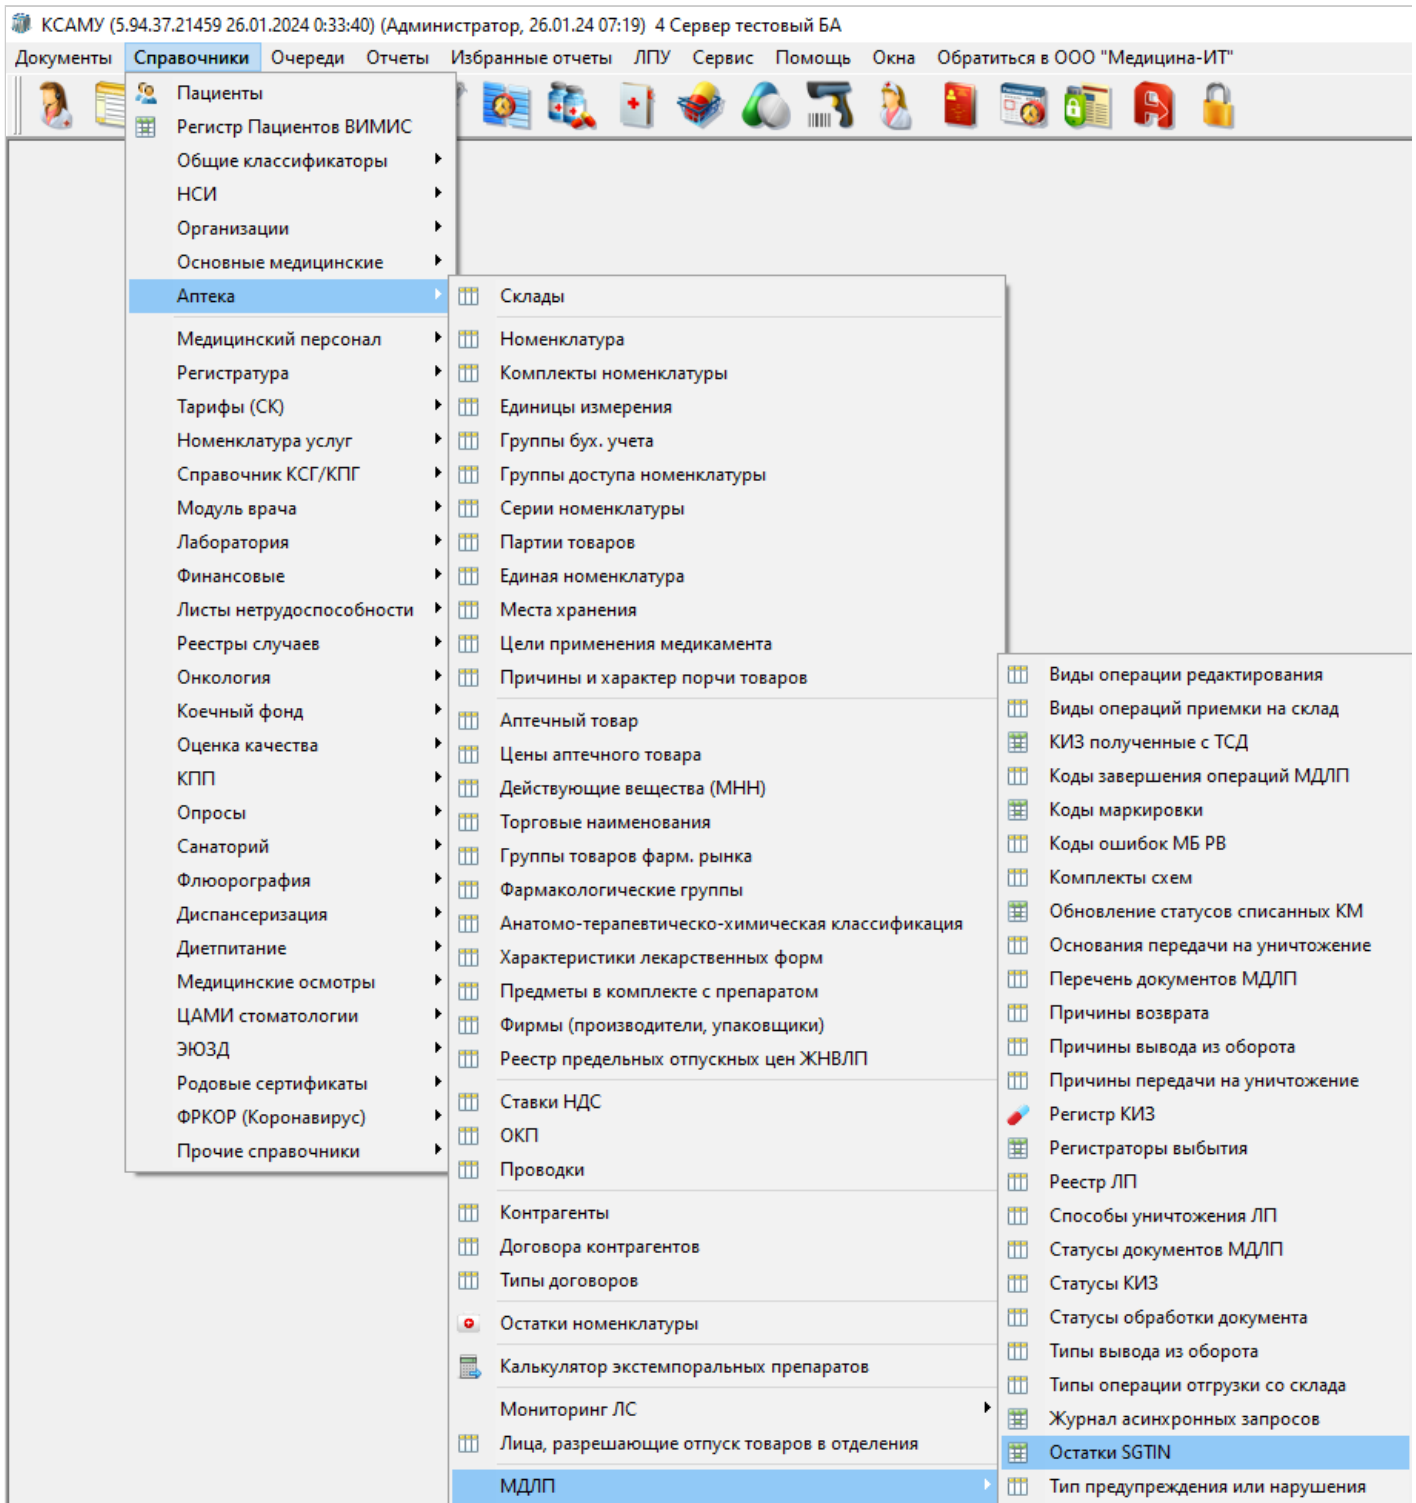 КСАМУ (5.94.37.21459 26.01.2024 0:33:40) (Администратор, 26.01.24 07:19) 4 Сервер тестовый БА
Документы Справочники Очереди Отчеты Избранные отчеты ЛПУ Сервис Помощь Окна Обратиться в ООО "Медицина-ИТ"
Пациенты
Регистр Пациентов ВИМИС
Общие классификаторы
НСИ
Организации
Основные медицинские
Аптека
Медицинский персонал
Регистратура
Тарифы (СК)
Номенклатура услуг
Справочник КСГ/КПГ
Модуль врача
Лаборатория
Финансовые
Листы нетрудоспособности
Реестры случаев
Онкология
Коечный фонд
Оценка качества
КПП
Опросы
Санаторий
Флюорография
Диспансеризация
Диетпитание
Медицинские осмотры
ЦАМИ стоматологии
ЭЮЗД
Родовые сертификаты
ФРКОР (Коронавирус)
Прочие справочники
Склады
Номенклатура
Комплекты номенклатуры
Единицы измерения
Группы бух. учета
Группы доступа номенклатуры
Серии номенклатуры
Партии товаров
Единая номенклатура
Места хранения
Цели применения медикамента
Причины и характер порчи товаров
Аптечный товар
Цены аптечного товара
Действующие вещества (МНН)
Торговые наименования
Группы товаров фарм. рынка
Фармакологические группы
Анатомо-терапевтическо-химическая классификация
Характеристики лекарственных форм
Предметы в комплекте с препаратом
Фирмы (производители, упаковщики)
Реестр предельных отпускных цен ЖНВЛП
Ставки НДС
ОКП
Проводки
Контрагенты
Договора контрагентов
Типы договоров
Остатки номенклатуры
Калькулятор экстемпоральных препаратов
Мониторинг ЛС
Лица, разрешающие отпуск товаров в отделения
МДЛП
Виды операции редактирования
Виды операций приемки на склад
КИЗ полученные с ТСД
Коды завершения операций МДЛП
Коды маркировки
Коды ошибок МБ РВ
Комплекты схем
Обновление статусов списанных КМ
Основания передачи на уничтожение
Перечень документов МДЛП
Причины возврата
Причины вывода из оборота
Причины передачи на уничтожение
Регистр КИЗ
Регистраторы выбытия
Реестр ЛП
Способы уничтожения ЛП
Статусы документов МДЛП
Статусы КИЗ
Статусы обработки документа
Типы вывода из оборота
Типы операции отгрузки со склада
Журнал асинхронных запросов
Остатки SGTIN
Тип предупреждения или нарушения